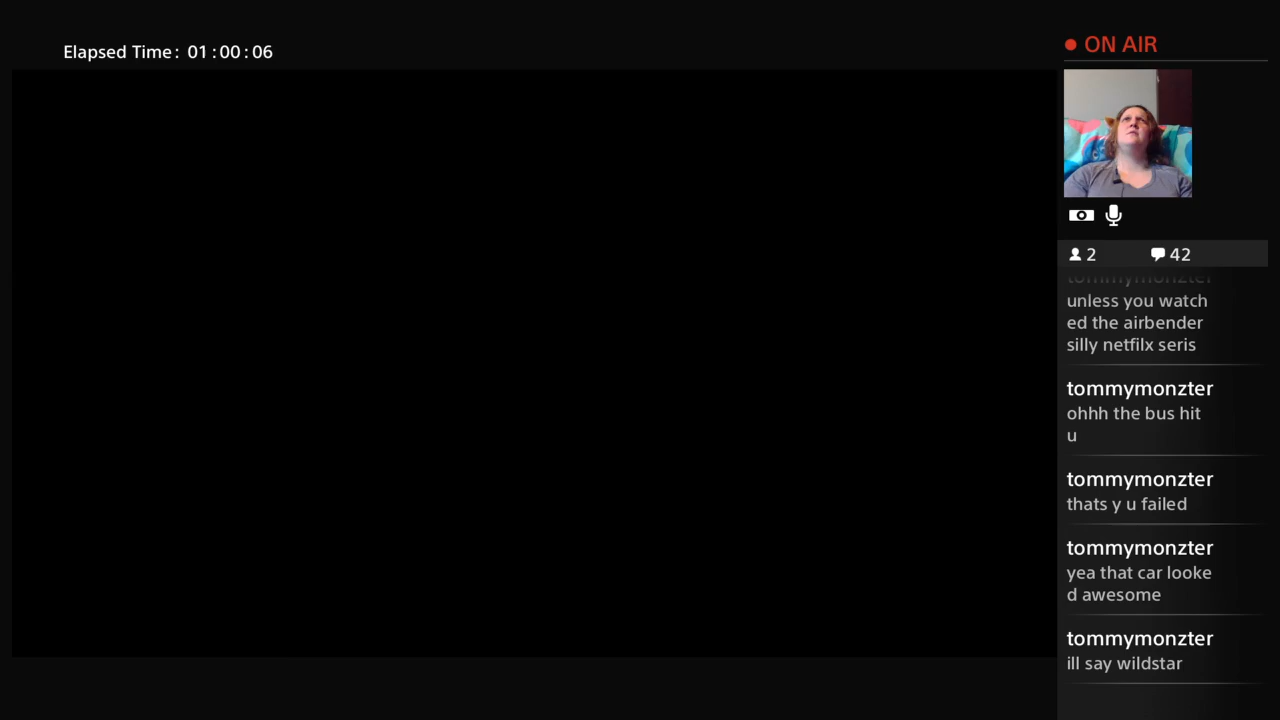 Elapsed Time: 01:00:06
ON AIR
2 42
tommymonzter
unless you watch
ed the airbender
silly netfilx seris
tommymonzter
ohhh the bus hit
u
tommymonzter
thats y u failed
tommymonzter
yea that car looke
d awesome
tommymonzter
ill say wildstar